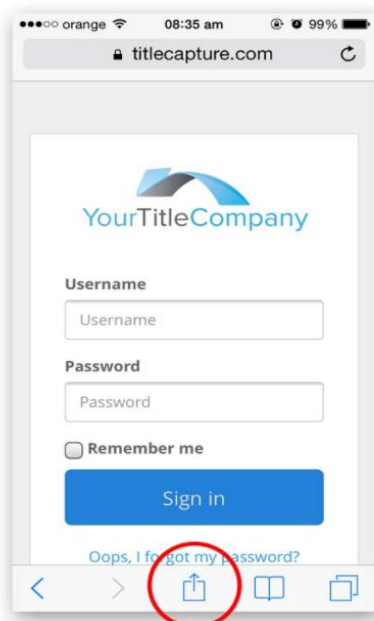 orange 08:35 am 99%
titlecapture.com
YourTitleCompany
Username
Username
Password
Password
Remember me
Sign in
Oops, I forgot my password?